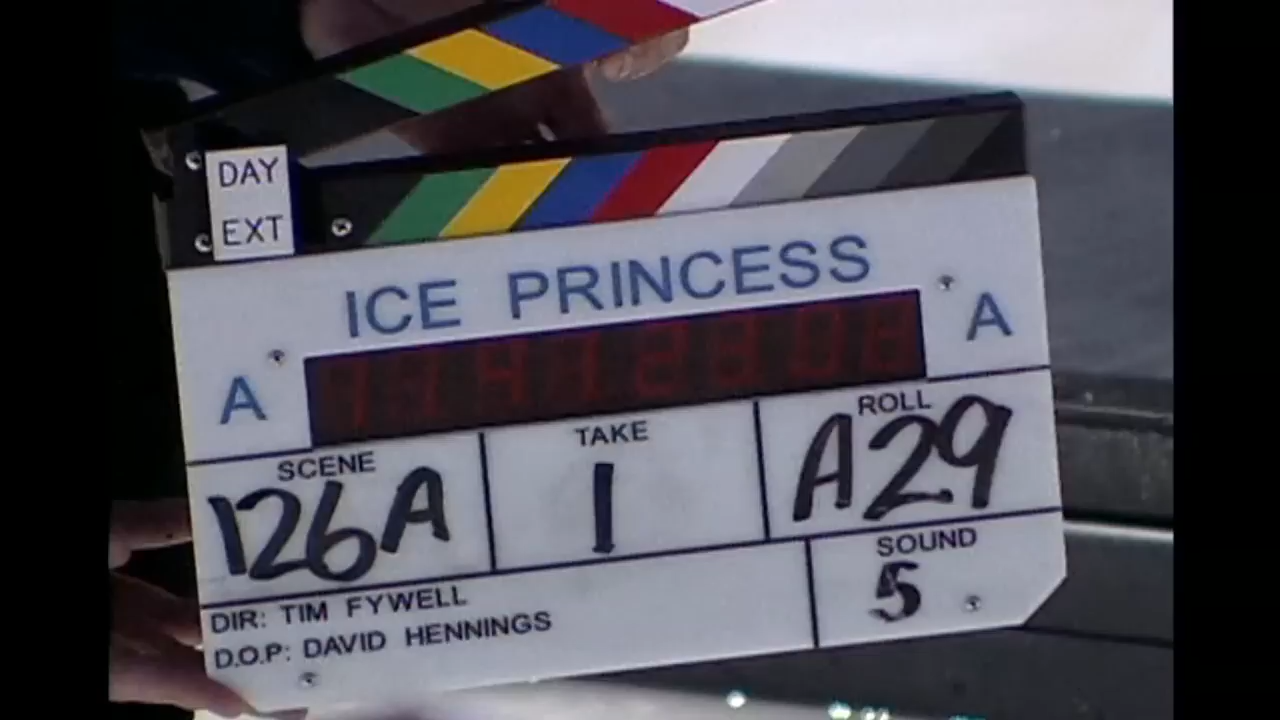 DAY
EXT
ICE PRINCESS
A
A
SCENE
126A
TAKE
1
ROLL
A29
SOUND
5
DIR: TIM FYWELL
D.O.P: DAVID HENNINGS